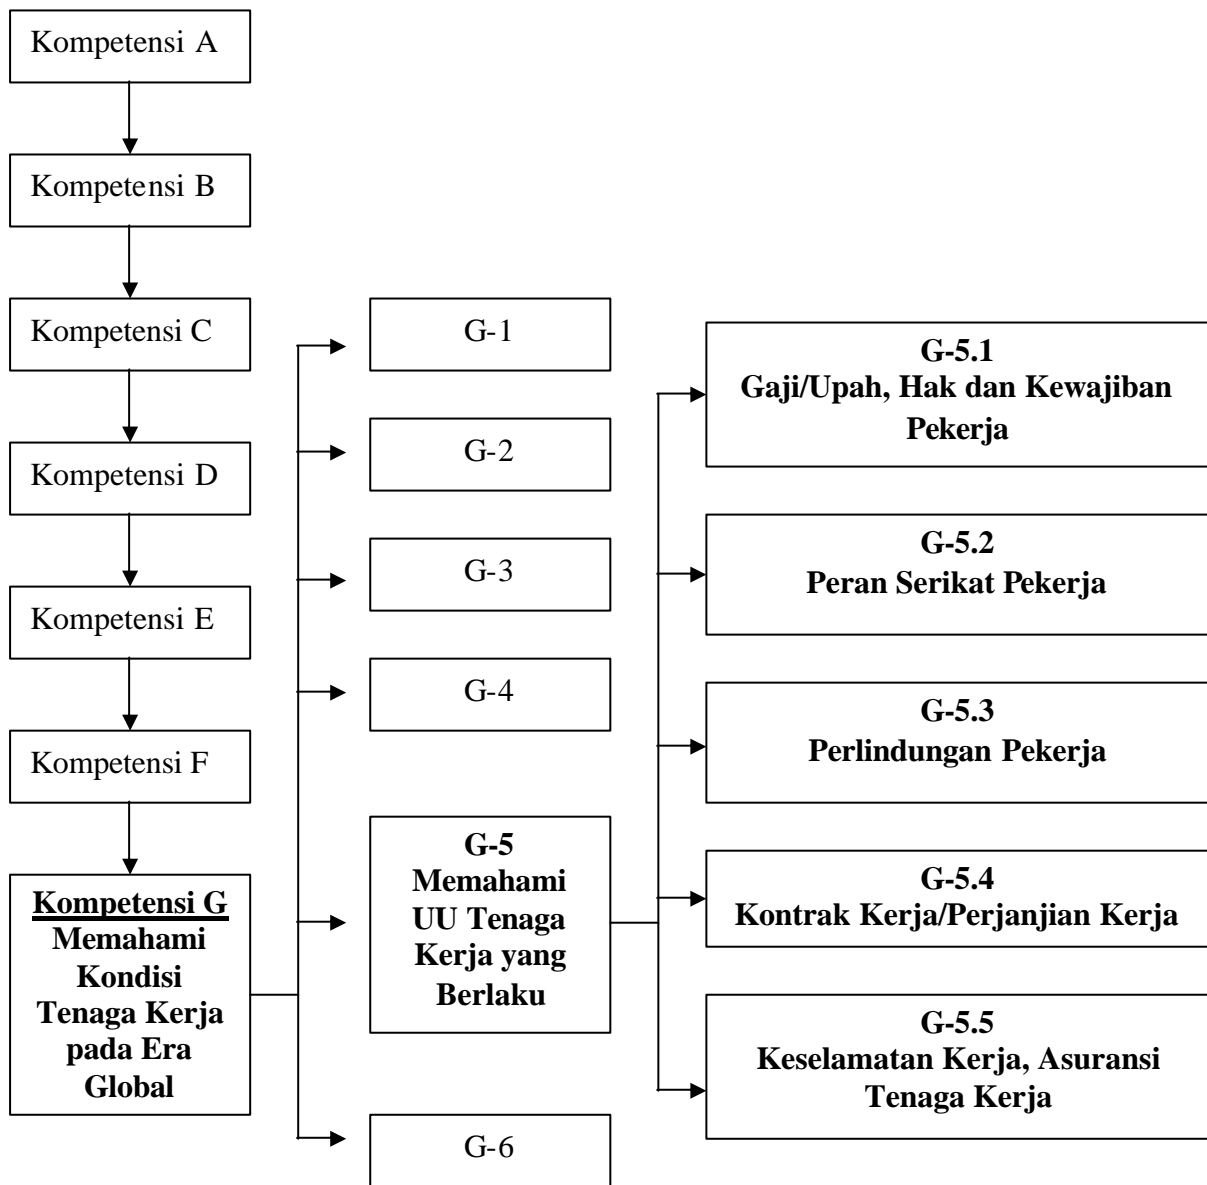 Kompetensi A
Kompetensi B
Kompetensi C
Kompetensi D
Kompetensi E
Kompetensi F
Kompetensi G
Memahami
Kondisi
Tenaga Kerja
pada Era
Global
G-1
G-2
G-3
G-4
G-5
Memahami
UU Tenaga
Kerja yang
Berlaku
G-6
G-5.1
Gaji/Upah, Hak dan Kewajiban
Pekerja
G-5.2
Peran Serikat Pekerja
G-5.3
Perlindungan Pekerja
G-5.4
Kontrak Kerja/Perjanjian Kerja
G-5.5
Keselamatan Kerja, Asuransi
Tenaga Kerja